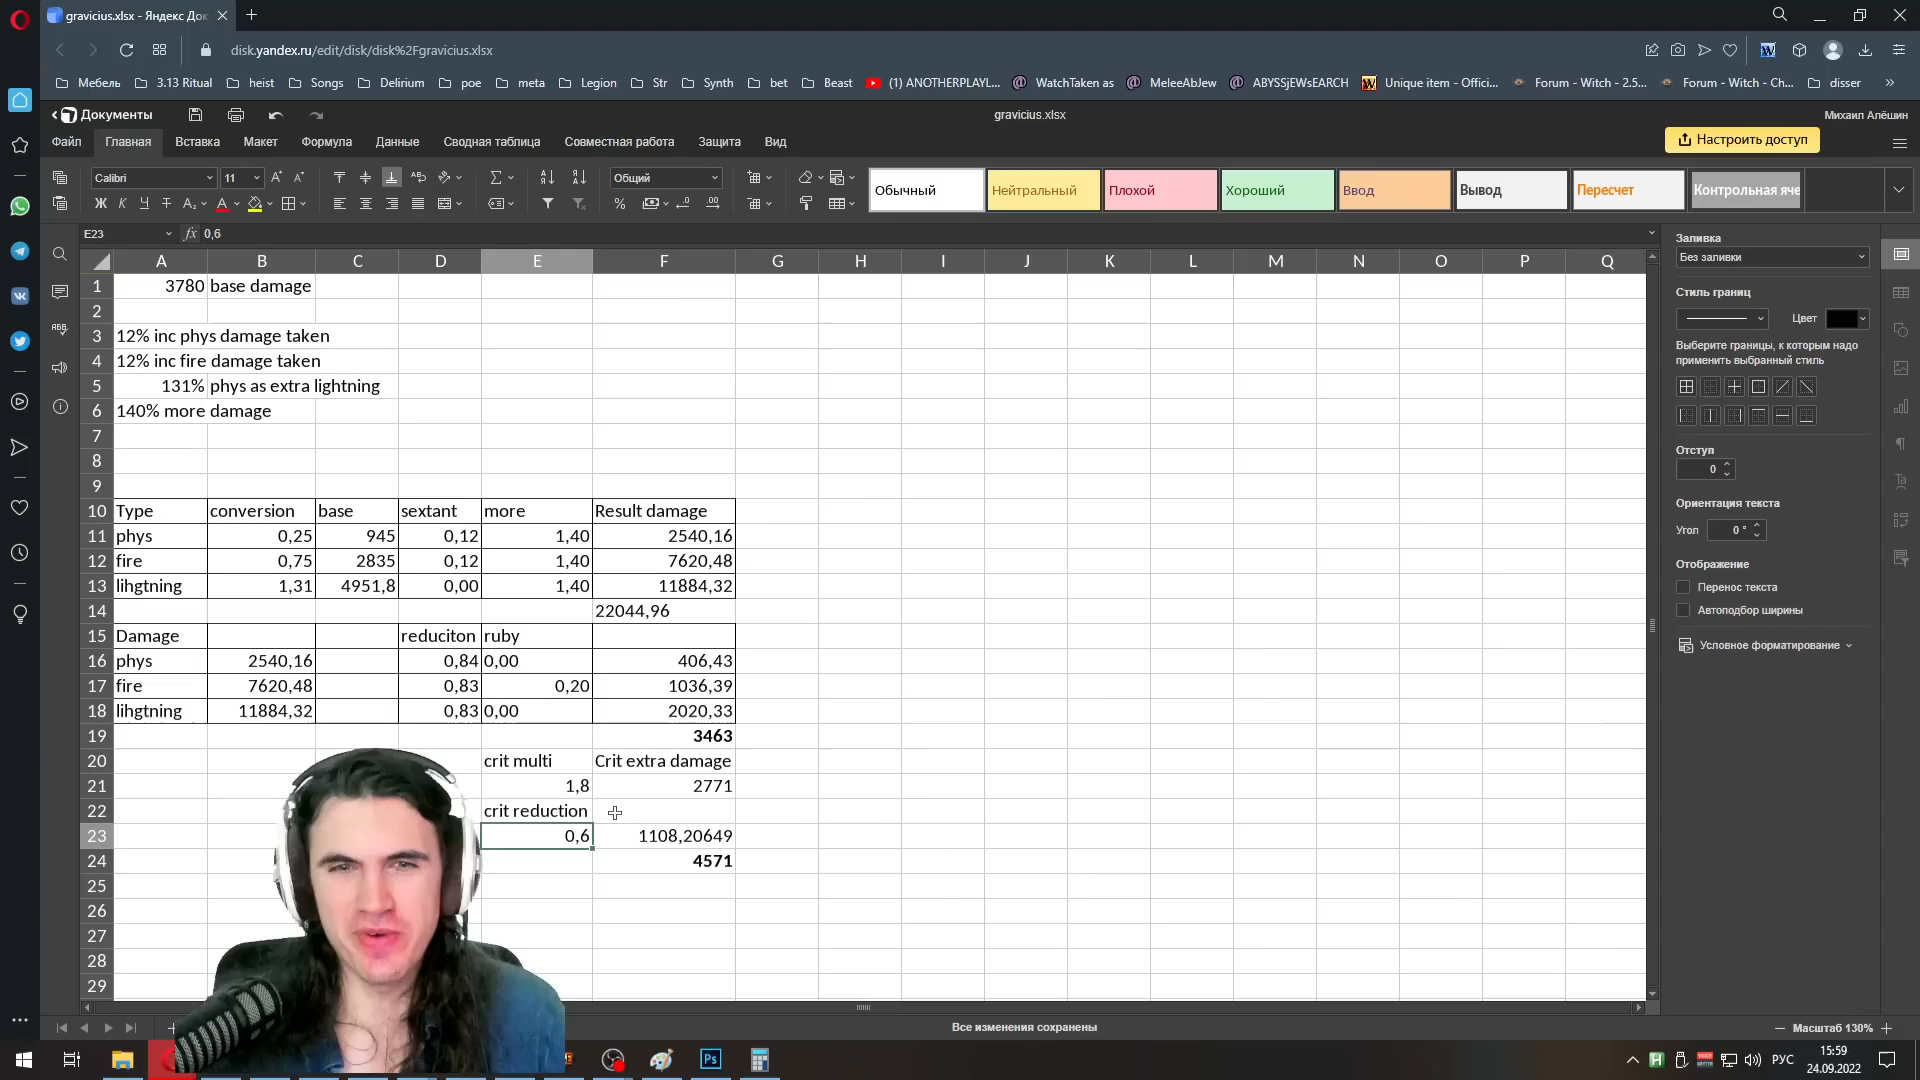 gravicius.xlsx - Яндекс Док
disk.yandex.ru/edit/disk/disk%2Fgravicius.xlsx
Мебель 3.13 Ritual heist Songs Delirium poe meta Legion Str Synth bet Beast (1) ANOTHERPLAYL... WatchTaken as MeleeAbJew ABYSSjEWsEARCH Unique item - Offici... Forum - Witch - 2.5... Forum - Witch - Ch... disser
Документы gravicius.xlsx Михаил Алёшин
Файл Главная Вставка Макет Формула Данные Сводная таблица Совместная работа Защита Вид Настроить доступ
Calibri 11 Общий Обычный Нейтральный Плохой Хороший Ввод Вывод Пересчет Контрольная яче
E23 fx 0,6
A B C D E F G H I J K L M N O P Q
1 3780 base damage
2
3 12% inc phys damage taken
4 12% inc fire damage taken
5 131% phys as extra lightning
6 140% more damage
7
8
9
10 Type conversion base sextant more Result damage
11 phys 0,25 945 0,12 1,40 2540,16
12 fire 0,75 2835 0,12 1,40 7620,48
13 lihgtning 1,31 4951,8 0,00 1,40 11884,32
14 22044,96
15 Damage reduciton ruby
16 phys 2540,16 0,84 0,00 406,43
17 fire 7620,48 0,83 0,20 1036,39
18 lihgtning 11884,32 0,83 0,00 2020,33
19 3463
20 crit multi Crit extra damage
21 1,8 2771
22 crit reduction
23 0,6 1108,20649
24 4571
25
26
27
28
29
Заливка
Без заливки
Стиль границ
Цвет
Выберите границы, к которым надо
применить выбранный стиль
Отступ
0
Ориентация текста
Угол 0 °
Отображение
Перенос текста
Автоподбор ширины
Условное форматирование
Все изменения сохранены Масштаб 130%
Ps РУС 15:59
24.09.2022